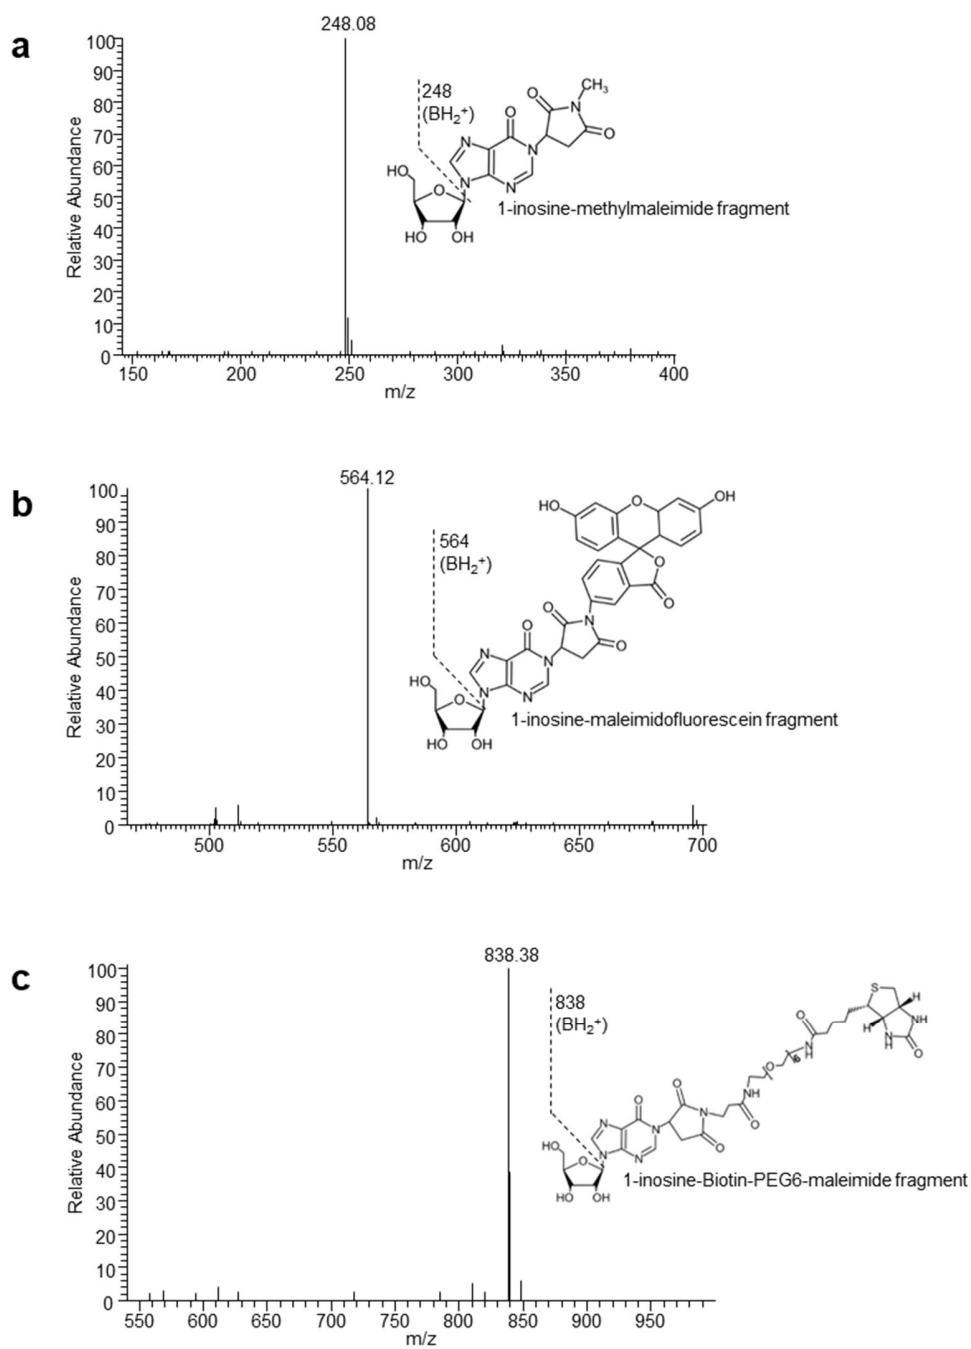 a
248.08
100
90
80
70
60
50
40
30
20
10
0
Relative Abundance
150 200 250 300 350 400
m/z
248
(BH₂⁺)
O N CH₃
O
O
N
N
N N
HO
O
HO OH
1-inosine-methylmaleimide fragment
b
564.12
100
90
80
70
60
50
40
30
20
10
0
Relative Abundance
500 550 600 650 700
m/z
564
(BH₂⁺)
HO O OH
O
O
O N
O
O
N N
N N
HO
O
HO OH
1-inosine-maleimidofluorescein fragment
c
838.38
100
90
80
70
60
50
40
30
20
10
0
Relative Abundance
550 600 650 700 750 800 850 900 950
m/z
838
(BH₂⁺)
S H
O H NH
N H N H O
O 6
NH
O
O N O
O
N N
N N
HO
O
HO OH
1-inosine-Biotin-PEG6-maleimide fragment